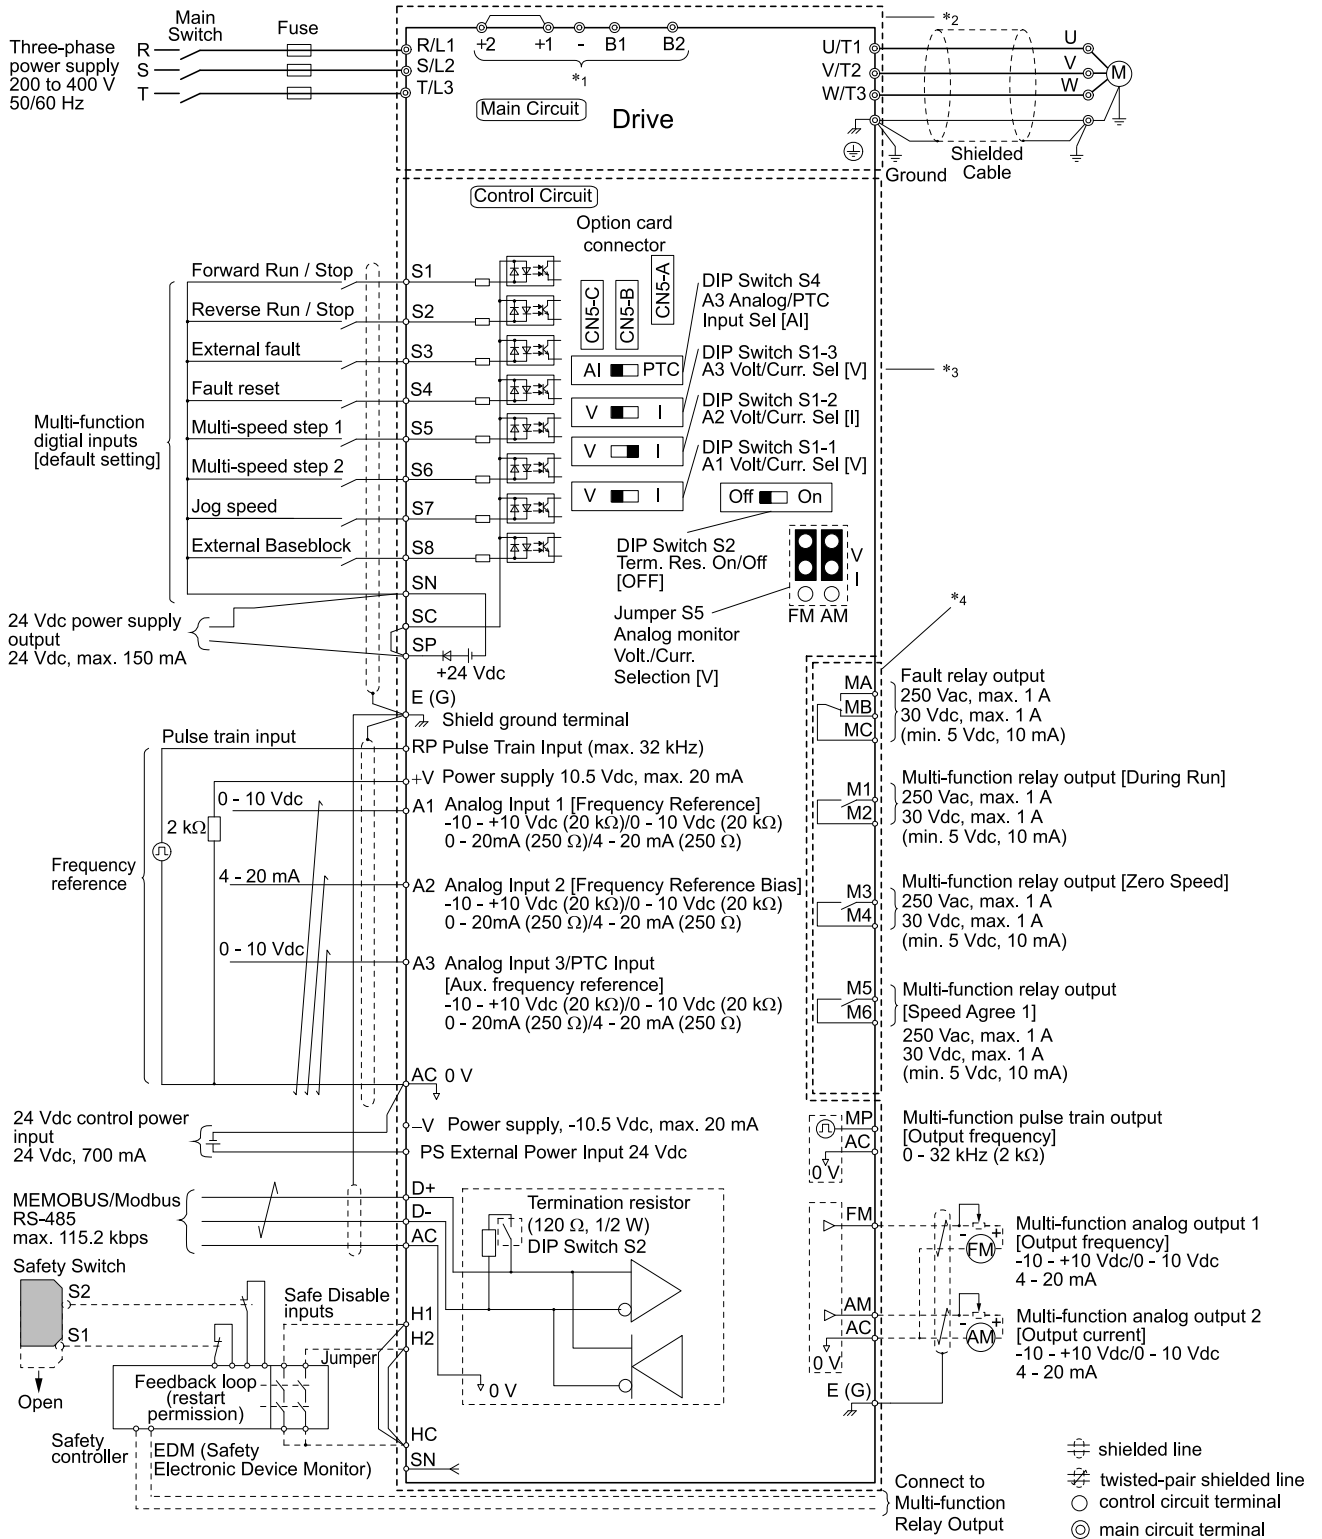 Three-phase
power supply
200 to 400 V
50/60 Hz
R
S
T
Main
Switch
Fuse
R/L1
S/L2
T/L3
+2
+1
-
B1
B2
*1
Main Circuit
Drive
U/T1
V/T2
W/T3
*2
U
V
W
M
Ground
Shielded
Cable
Control Circuit
Option card
connector
CN5-C
CN5-B
CN5-A
Multi-function
digtial inputs
[default setting]
Forward Run / Stop
S1
Reverse Run / Stop
S2
External fault
S3
Fault reset
S4
Multi-speed step 1
S5
Multi-speed step 2
S6
Jog speed
S7
External Baseblock
S8
SN
SC
SP
+24 Vdc
24 Vdc power supply
output
24 Vdc, max. 150 mA
DIP Switch S4
A3 Analog/PTC
Input Sel [AI]
AI PTC
DIP Switch S1-3
A3 Volt/Curr. Sel [V]
V I
DIP Switch S1-2
A2 Volt/Curr. Sel [I]
V I
DIP Switch S1-1
A1 Volt/Curr. Sel [V]
V I
*3
Off On
DIP Switch S2
Term. Res. On/Off
[OFF]
V
I
FM AM
Jumper S5
Analog monitor
Volt./Curr.
Selection [V]
*4
E (G)
Shield ground terminal
Pulse train input
RP Pulse Train Input (max. 32 kHz)
+V Power supply 10.5 Vdc, max. 20 mA
0 - 10 Vdc
2 kΩ
A1 Analog Input 1 [Frequency Reference]
-10 - +10 Vdc (20 kΩ)/0 - 10 Vdc (20 kΩ)
0 - 20mA (250 Ω)/4 - 20 mA (250 Ω)
Frequency
reference
4 - 20 mA
A2 Analog Input 2 [Frequency Reference Bias]
-10 - +10 Vdc (20 kΩ)/0 - 10 Vdc (20 kΩ)
0 - 20mA (250 Ω)/4 - 20 mA (250 Ω)
0 - 10 Vdc
A3 Analog Input 3/PTC Input
[Aux. frequency reference]
-10 - +10 Vdc (20 kΩ)/0 - 10 Vdc (20 kΩ)
0 - 20mA (250 Ω)/4 - 20 mA (250 Ω)
AC 0 V
–V Power supply, -10.5 Vdc, max. 20 mA
PS External Power Input 24 Vdc
24 Vdc control power
input
24 Vdc, 700 mA
MA
MB
MC
Fault relay output
250 Vac, max. 1 A
30 Vdc, max. 1 A
(min. 5 Vdc, 10 mA)
M1
M2
Multi-function relay output [During Run]
250 Vac, max. 1 A
30 Vdc, max. 1 A
(min. 5 Vdc, 10 mA)
M3
M4
Multi-function relay output [Zero Speed]
250 Vac, max. 1 A
30 Vdc, max. 1 A
(min. 5 Vdc, 10 mA)
M5
M6
Multi-function relay output
[Speed Agree 1]
250 Vac, max. 1 A
30 Vdc, max. 1 A
(min. 5 Vdc, 10 mA)
MP
AC
0 V
Multi-function pulse train output
[Output frequency]
0 - 32 kHz (2 kΩ)
MEMOBUS/Modbus
RS-485
max. 115.2 kbps
D+
D-
AC
Termination resistor
(120 Ω, 1/2 W)
DIP Switch S2
0 V
FM
- +
FM
Multi-function analog output 1
[Output frequency]
-10 - +10 Vdc/0 - 10 Vdc
4 - 20 mA
AM
AC
0 V
- +
AM
Multi-function analog output 2
[Output current]
-10 - +10 Vdc/0 - 10 Vdc
4 - 20 mA
E (G)
Safety Switch
S2
S1
Open
Safe Disable
inputs
H1
H2
Jumper
Feedback loop
(restart
permission)
HC
SN
Safety
controller
EDM (Safety
Electronic Device Monitor)
Connect to
Multi-function
Relay Output
shielded line
twisted-pair shielded line
control circuit terminal
main circuit terminal